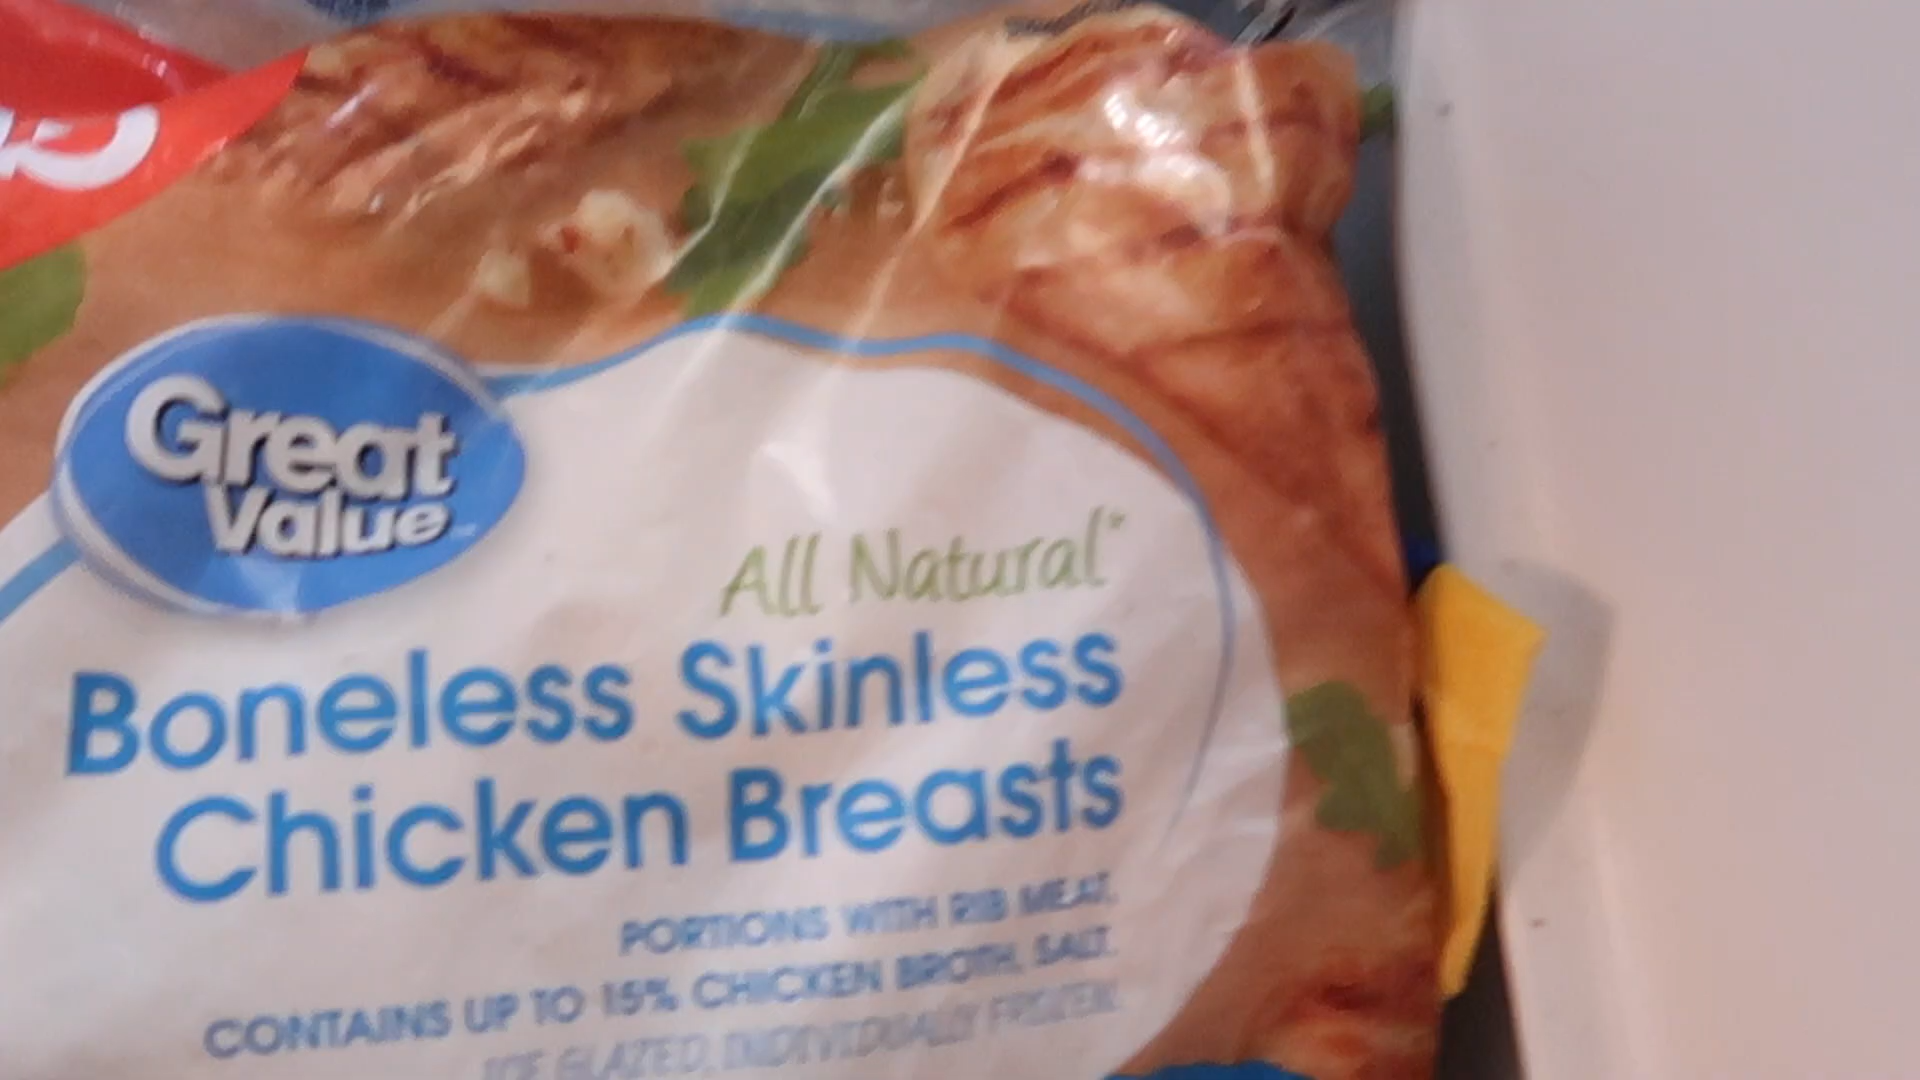 Great
Value
All Natural*
Boneless Skinless
Chicken Breasts
PORTIONS WITH RIB MEAT.
CONTAINS UP TO 15% CHICKEN BROTH, SALT.
ICE GLAZED, INDIVIDUALLY FROZEN.